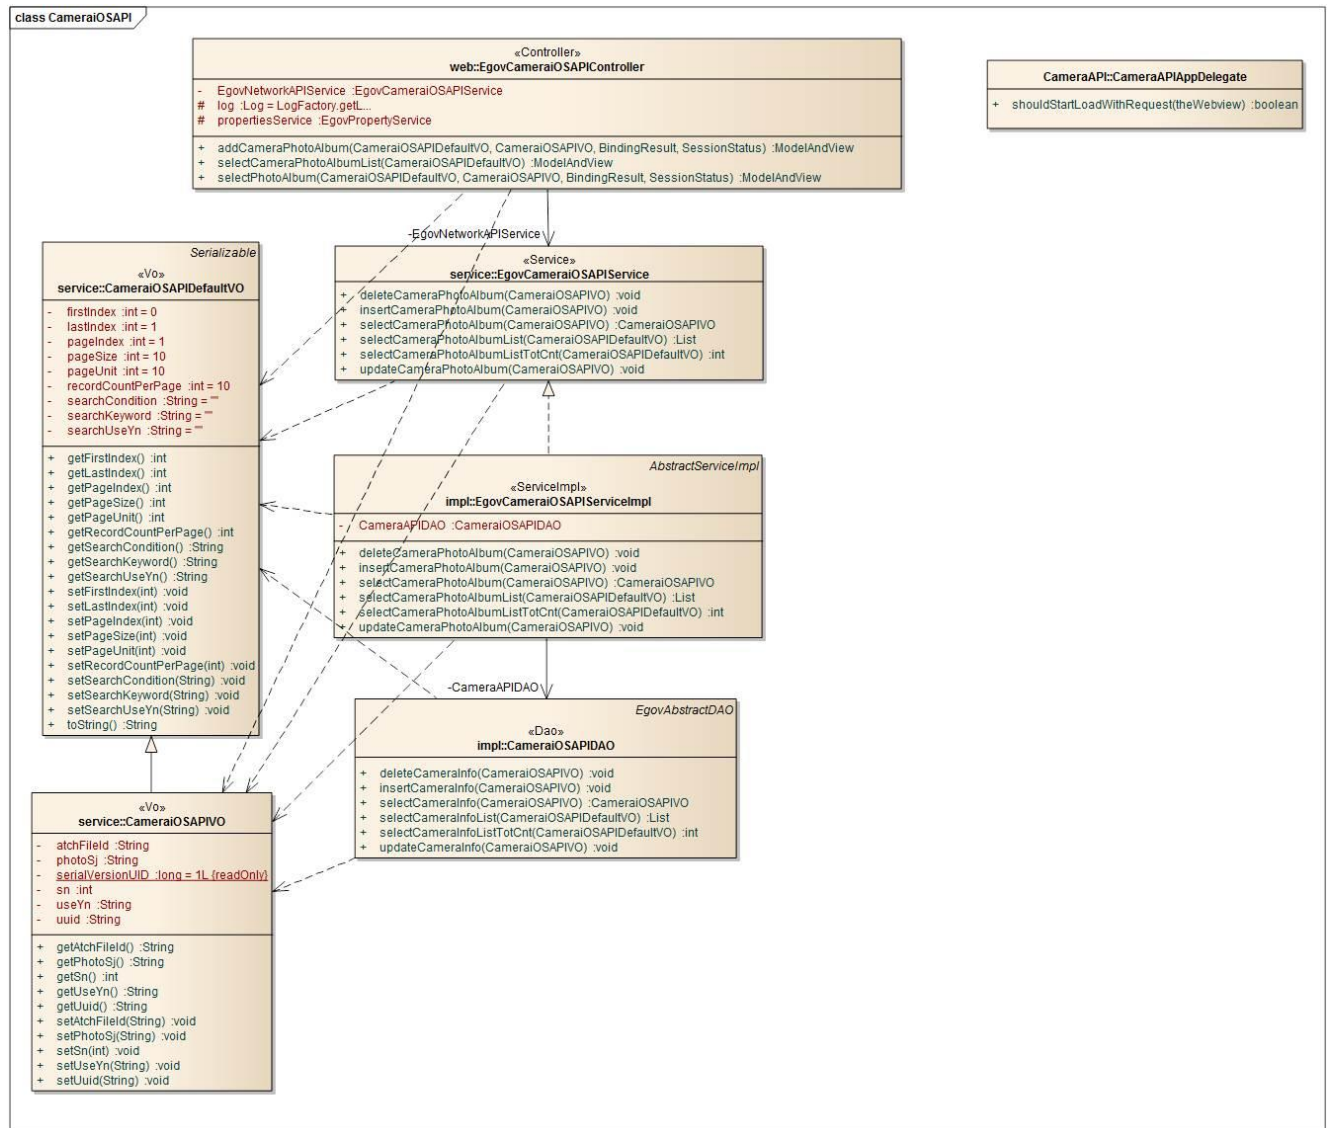 class CameraiOSAPI
«Controller»
web::EgovCameraiOSAPIController
- EgovNetworkAPIService :EgovCameraiOSAPIService
# log :Log = LogFactory.getL...
# propertiesService :EgovPropertyService
+ addCameraPhotoAlbum(CameraiOSAPIDefaultVO, CameraiOSAPIVO, BindingResult, SessionStatus) :ModelAndView
+ selectCameraPhotoAlbumList(CameraiOSAPIDefaultVO) :ModelAndView
+ selectPhotoAlbum(CameraiOSAPIDefaultVO, CameraiOSAPIVO, BindingResult, SessionStatus) :ModelAndView
CameraAPI::CameraAPIAppDelegate
+ shouldStartLoadWithRequest(theWebview) :boolean
-EgovNetworkAPIService
Serializable
«Vo»
service::CameraiOSAPIDefaultVO
- firstIndex :int = 0
- lastIndex :int = 1
- pageIndex :int = 1
- pageSize :int = 10
- pageUnit :int = 10
- recordCountPerPage :int = 10
- searchCondition :String = ""
- searchKeyword :String = ""
- searchUseYn :String = ""
+ getFirstIndex() :int
+ getLastIndex() :int
+ getPageIndex() :int
+ getPageSize() :int
+ getPageUnit() :int
+ getRecordCountPerPage() :int
+ getSearchCondition() :String
+ getSearchKeyword() :String
+ getSearchUseYn() :String
+ setFirstIndex(int) :void
+ setLastIndex(int) :void
+ setPageIndex(int) :void
+ setPageSize(int) :void
+ setPageUnit(int) :void
+ setRecordCountPerPage(int) :void
+ setSearchCondition(String) :void
+ setSearchKeyword(String) :void
+ setSearchUseYn(String) :void
+ toString() :String
«Service»
service::EgovCameraiOSAPIService
+ deleteCameraPhotoAlbum(CameraiOSAPIVO) :void
+ insertCameraPhotoAlbum(CameraiOSAPIVO) :void
+ selectCameraPhotoAlbum(CameraiOSAPIVO) :CameraiOSAPIVO
+ selectCameraPhotoAlbumList(CameraiOSAPIDefaultVO) :List
+ selectCameraPhotoAlbumListTotCnt(CameraiOSAPIDefaultVO) :int
+ updateCameraPhotoAlbum(CameraiOSAPIVO) :void
AbstractServiceImpl
«ServiceImpl»
impl::EgovCameraiOSAPIServiceImpl
- CameraAPIDAO :CameraiOSAPIDAO
+ deleteCameraPhotoAlbum(CameraiOSAPIVO) :void
+ insertCameraPhotoAlbum(CameraiOSAPIVO) :void
+ selectCameraPhotoAlbum(CameraiOSAPIVO) :CameraiOSAPIVO
+ selectCameraPhotoAlbumList(CameraiOSAPIDefaultVO) :List
+ selectCameraPhotoAlbumListTotCnt(CameraiOSAPIDefaultVO) :int
+ updateCameraPhotoAlbum(CameraiOSAPIVO) :void
-CameraAPIDAO
EgovAbstractDAO
«Dao»
impl::CameraiOSAPIDAO
+ deleteCameraInfo(CameraiOSAPIVO) :void
+ insertCameraInfo(CameraiOSAPIVO) :void
+ selectCameraInfo(CameraiOSAPIVO) :CameraiOSAPIVO
+ selectCameraInfoList(CameraiOSAPIDefaultVO) :List
+ selectCameraInfoListTotCnt(CameraiOSAPIDefaultVO) :int
+ updateCameraInfo(CameraiOSAPIVO) :void
«Vo»
service::CameraiOSAPIVO
- atchFileId :String
- photoSj :String
- serialVersionUID :long = 1L {readOnly}
- sn :int
- useYn :String
- uuid :String
+ getAtchFileId() :String
+ getPhotoSj() :String
+ getSn() :int
+ getUseYn() :String
+ getUuid() :String
+ setAtchFileId(String) :void
+ setPhotoSj(String) :void
+ setSn(int) :void
+ setUseYn(String) :void
+ setUuid(String) :void